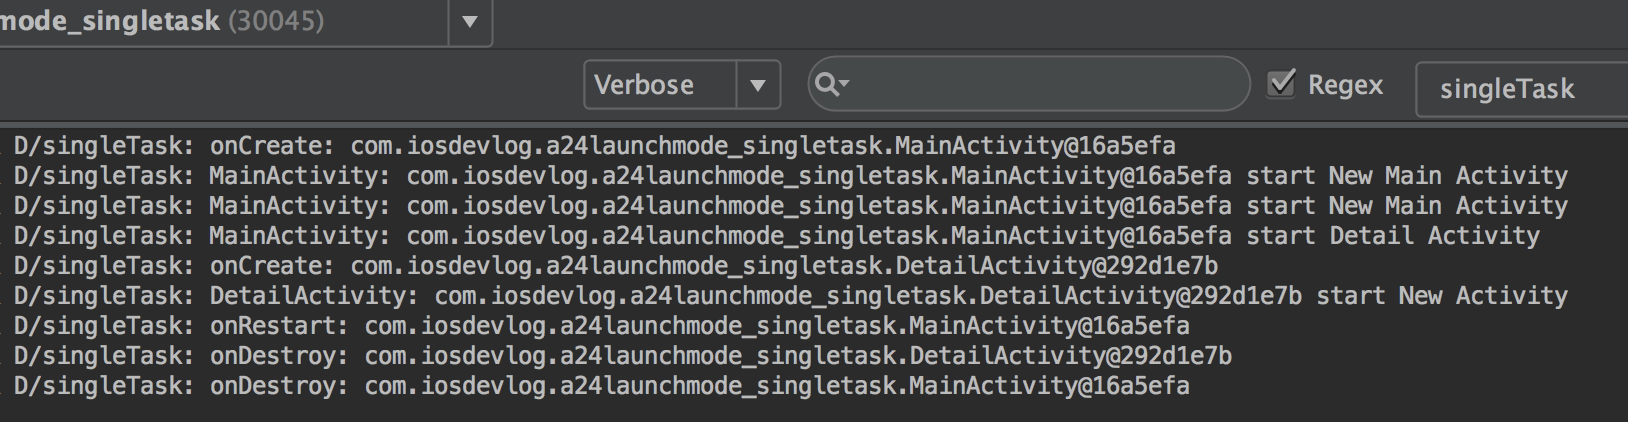 mode_singletask (30045)
Verbose
Regex
singleTask
D/singleTask: onCreate: com.iosdevlog.a24launchmode_singletask.MainActivity@16a5efa
D/singleTask: MainActivity: com.iosdevlog.a24launchmode_singletask.MainActivity@16a5efa start New Main Activity
D/singleTask: MainActivity: com.iosdevlog.a24launchmode_singletask.MainActivity@16a5efa start New Main Activity
D/singleTask: MainActivity: com.iosdevlog.a24launchmode_singletask.MainActivity@16a5efa start Detail Activity
D/singleTask: onCreate: com.iosdevlog.a24launchmode_singletask.DetailActivity@292d1e7b
D/singleTask: DetailActivity: com.iosdevlog.a24launchmode_singletask.DetailActivity@292d1e7b start New Activity
D/singleTask: onRestart: com.iosdevlog.a24launchmode_singletask.MainActivity@16a5efa
D/singleTask: onDestroy: com.iosdevlog.a24launchmode_singletask.DetailActivity@292d1e7b
D/singleTask: onDestroy: com.iosdevlog.a24launchmode_singletask.MainActivity@16a5efa